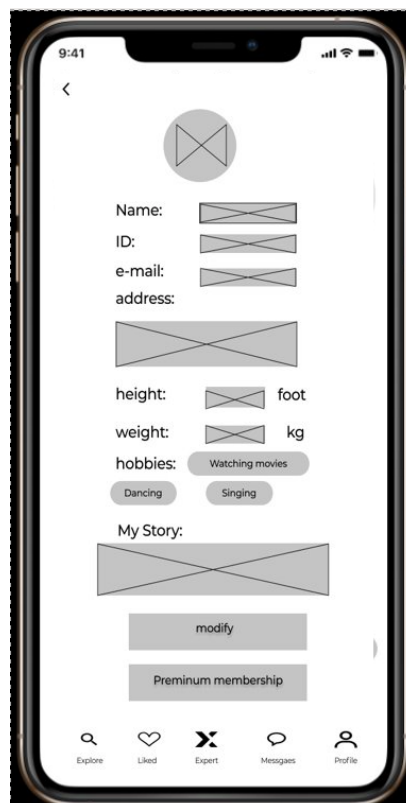 9:41
Name:
ID:
e-mail:
address:
height: foot
weight: kg
hobbies: Watching movies
Dancing Singing
My Story:
modify
Preminum membership
Explore Liked Expert Messgaes Profile